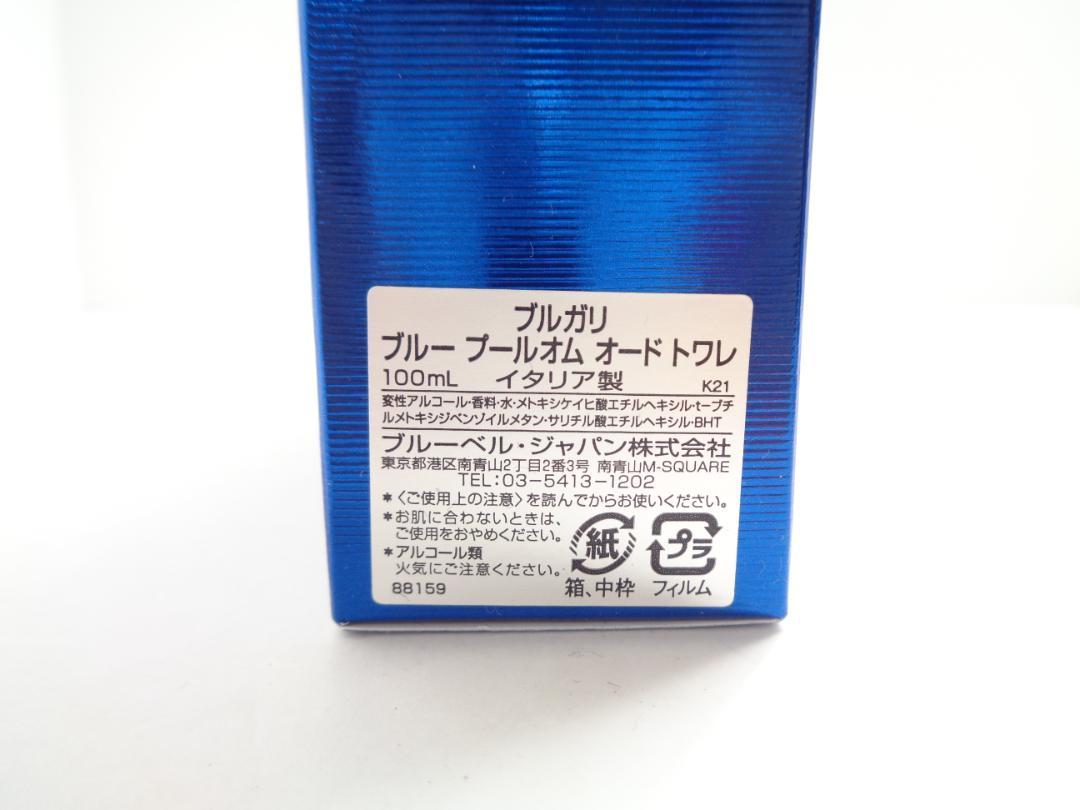 ブルガリ
ブルー プールオム オード トワレ
100mL イタリア製 K21
変性アルコール・香料・水・メトキシケイヒ酸エチルヘキシル・t-ブチ
ルメトキシジベンゾイルメタン・サリチル酸エチルヘキシル・BHT
ブルーベル・ジャパン株式会社
東京都港区南青山2丁目2番3号 南青山M-SQUARE
TEL:03-5413-1202
*〈ご使用上の注意〉を読んでからお使いください。
*お肌に合わないときは、
ご使用をおやめください。
*アルコール類
火気にご注意ください。
88159
紙
箱、中枠
プラ
フィルム